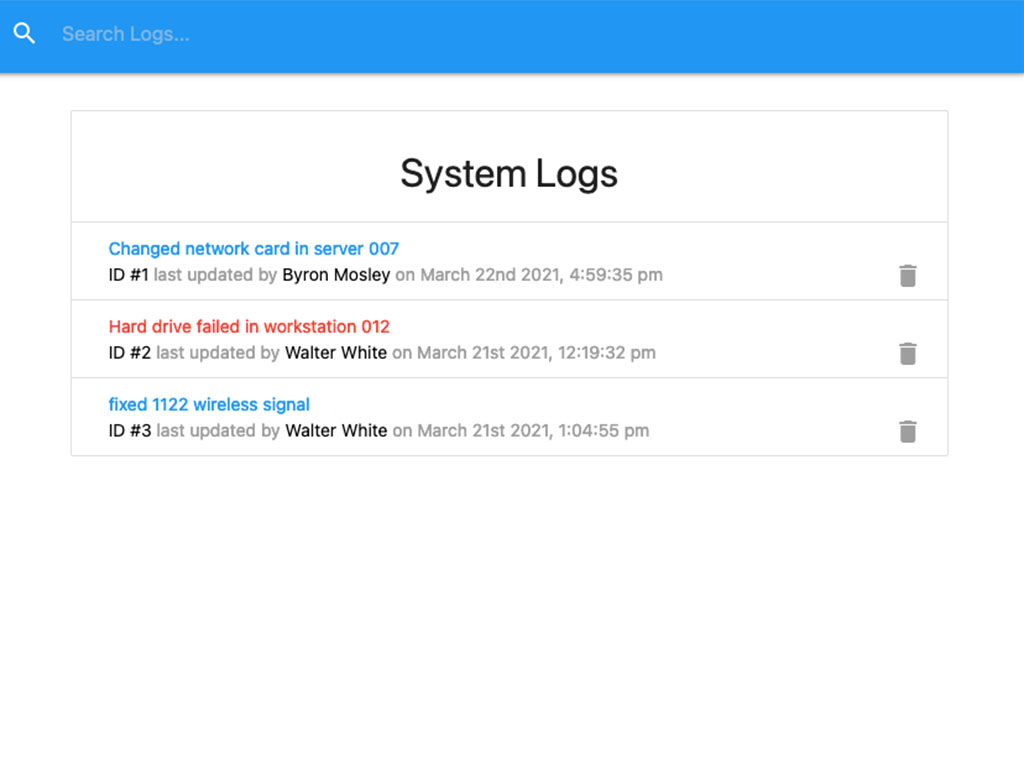 Search Logs...
System Logs
Changed network card in server 007
ID #1 last updated by Byron Mosley on March 22nd 2021, 4:59:35 pm
Hard drive failed in workstation 012
ID #2 last updated by Walter White on March 21st 2021, 12:19:32 pm
fixed 1122 wireless signal
ID #3 last updated by Walter White on March 21st 2021, 1:04:55 pm